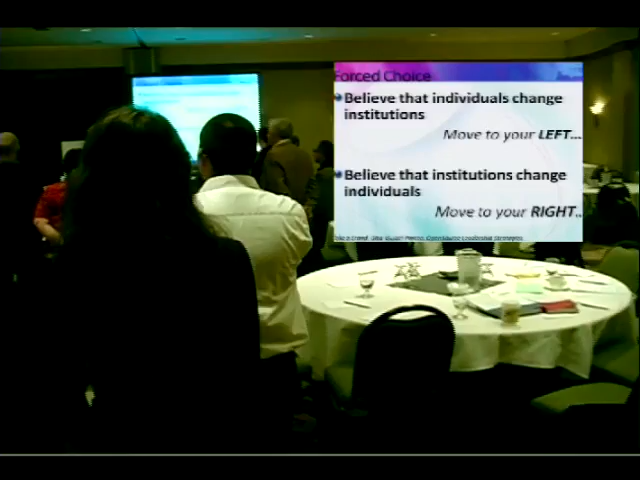 Forced Choice
Believe that individuals change
institutions
Move to your LEFT...
Believe that institutions change
individuals
Move to your RIGHT..